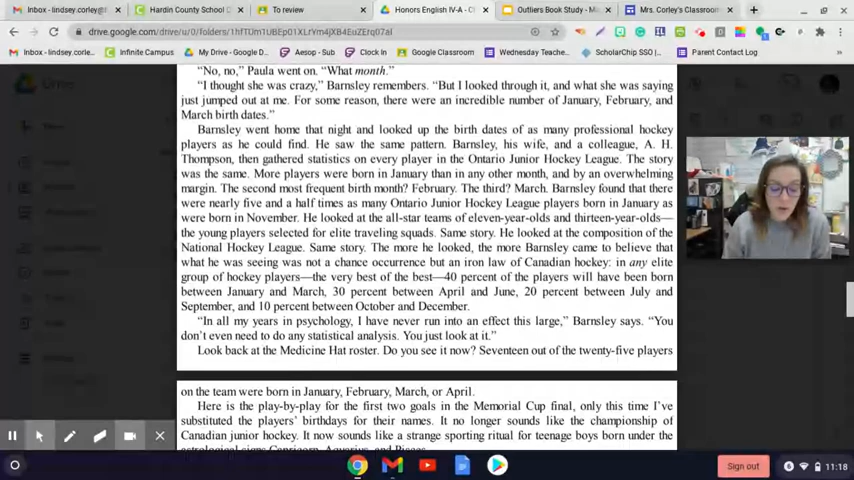 Inbox - lindsey.corley@
Hardin County School D
To review
Honors English IV-A - C
Outliers Book Study - M
Mrs. Corley's Classroom
drive.google.com/drive/u/0/folders/
Inbox - lindsey.corle...
Infinite Campus
My Drive - Google D...
Aesop - Sub
Clock In
Google Classroom
Wednesday Teache...
ScholarChip SSO
Parent Contact Log
Drive
"No, no," Paula went on. "What month."
"I thought she was crazy," Barnsley remembers. "But I looked through it, and what she was saying
just jumped out at me. For some reason, there were an incredible number of January, February, and
March birth dates."
Barnsley went home that night and looked up the birth dates of as many professional hockey
players as he could find. He saw the same pattern. Barnsley, his wife, and a colleague, A. H.
Thompson, then gathered statistics on every player in the Ontario Junior Hockey League. The story
was the same. More players were born in January than in any other month, and by an overwhelming
margin. The second most frequent birth month? February. The third? March. Barnsley found that there
were nearly five and a half times as many Ontario Junior Hockey League players born in January as
were born in November. He looked at the all-star teams of eleven-year-olds and thirteen-year-olds—
the young players selected for elite traveling squads. Same story. He looked at the composition of the
National Hockey League. Same story. The more he looked, the more Barnsley came to believe that
what he was seeing was not a chance occurrence but an iron law of Canadian hockey: in any elite
group of hockey players—the very best of the best—40 percent of the players will have been born
between January and March, 30 percent between April and June, 20 percent between July and
September, and 10 percent between October and December.
"In all my years in psychology, I have never run into an effect this large," Barnsley says. "You
don't even need to do any statistical analysis. You just look at it."
Look back at the Medicine Hat roster. Do you see it now? Seventeen out of the twenty-five players
on the team were born in January, February, March, or April.
Here is the play-by-play for the first two goals in the Memorial Cup final, only this time I've
substituted the players' birthdays for their names. It no longer sounds like the championship of
Canadian junior hockey. It now sounds like a strange sporting ritual for teenage boys born under the
astrological signs Capricorn, Aquarius, and Pisces.
Sign out
6
11:18